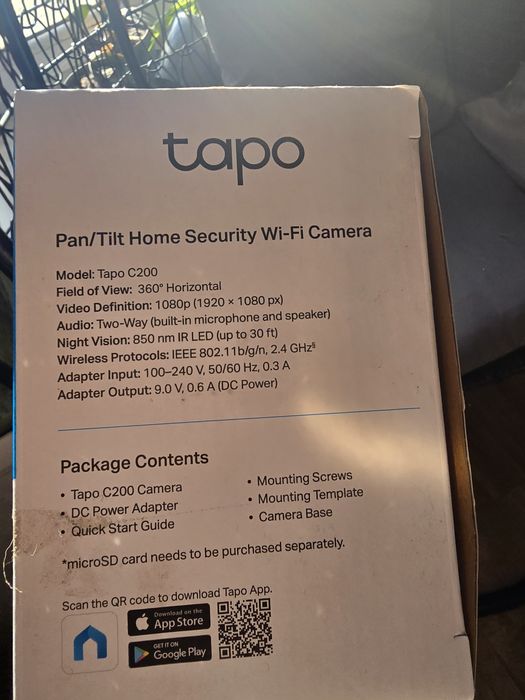 tapo
Pan/Tilt Home Security Wi-Fi Camera
Model: Tapo C200
Field of View: 360° Horizontal
Video Definition: 1080p (1920 × 1080 px)
Audio: Two-Way (built-in microphone and speaker)
Night Vision: 850 nm IR LED (up to 30 ft)
Wireless Protocols: IEEE 802.11b/g/n, 2.4 GHz§
Adapter Input: 100–240 V, 50/60 Hz, 0.3 A
Adapter Output: 9.0 V, 0.6 A (DC Power)
Package Contents
• Tapo C200 Camera
• DC Power Adapter
• Quick Start Guide
• Mounting Screws
• Mounting Template
• Camera Base
*microSD card needs to be purchased separately.
Scan the QR code to download Tapo App.
Download on the
App Store
GET IT ON
Google Play